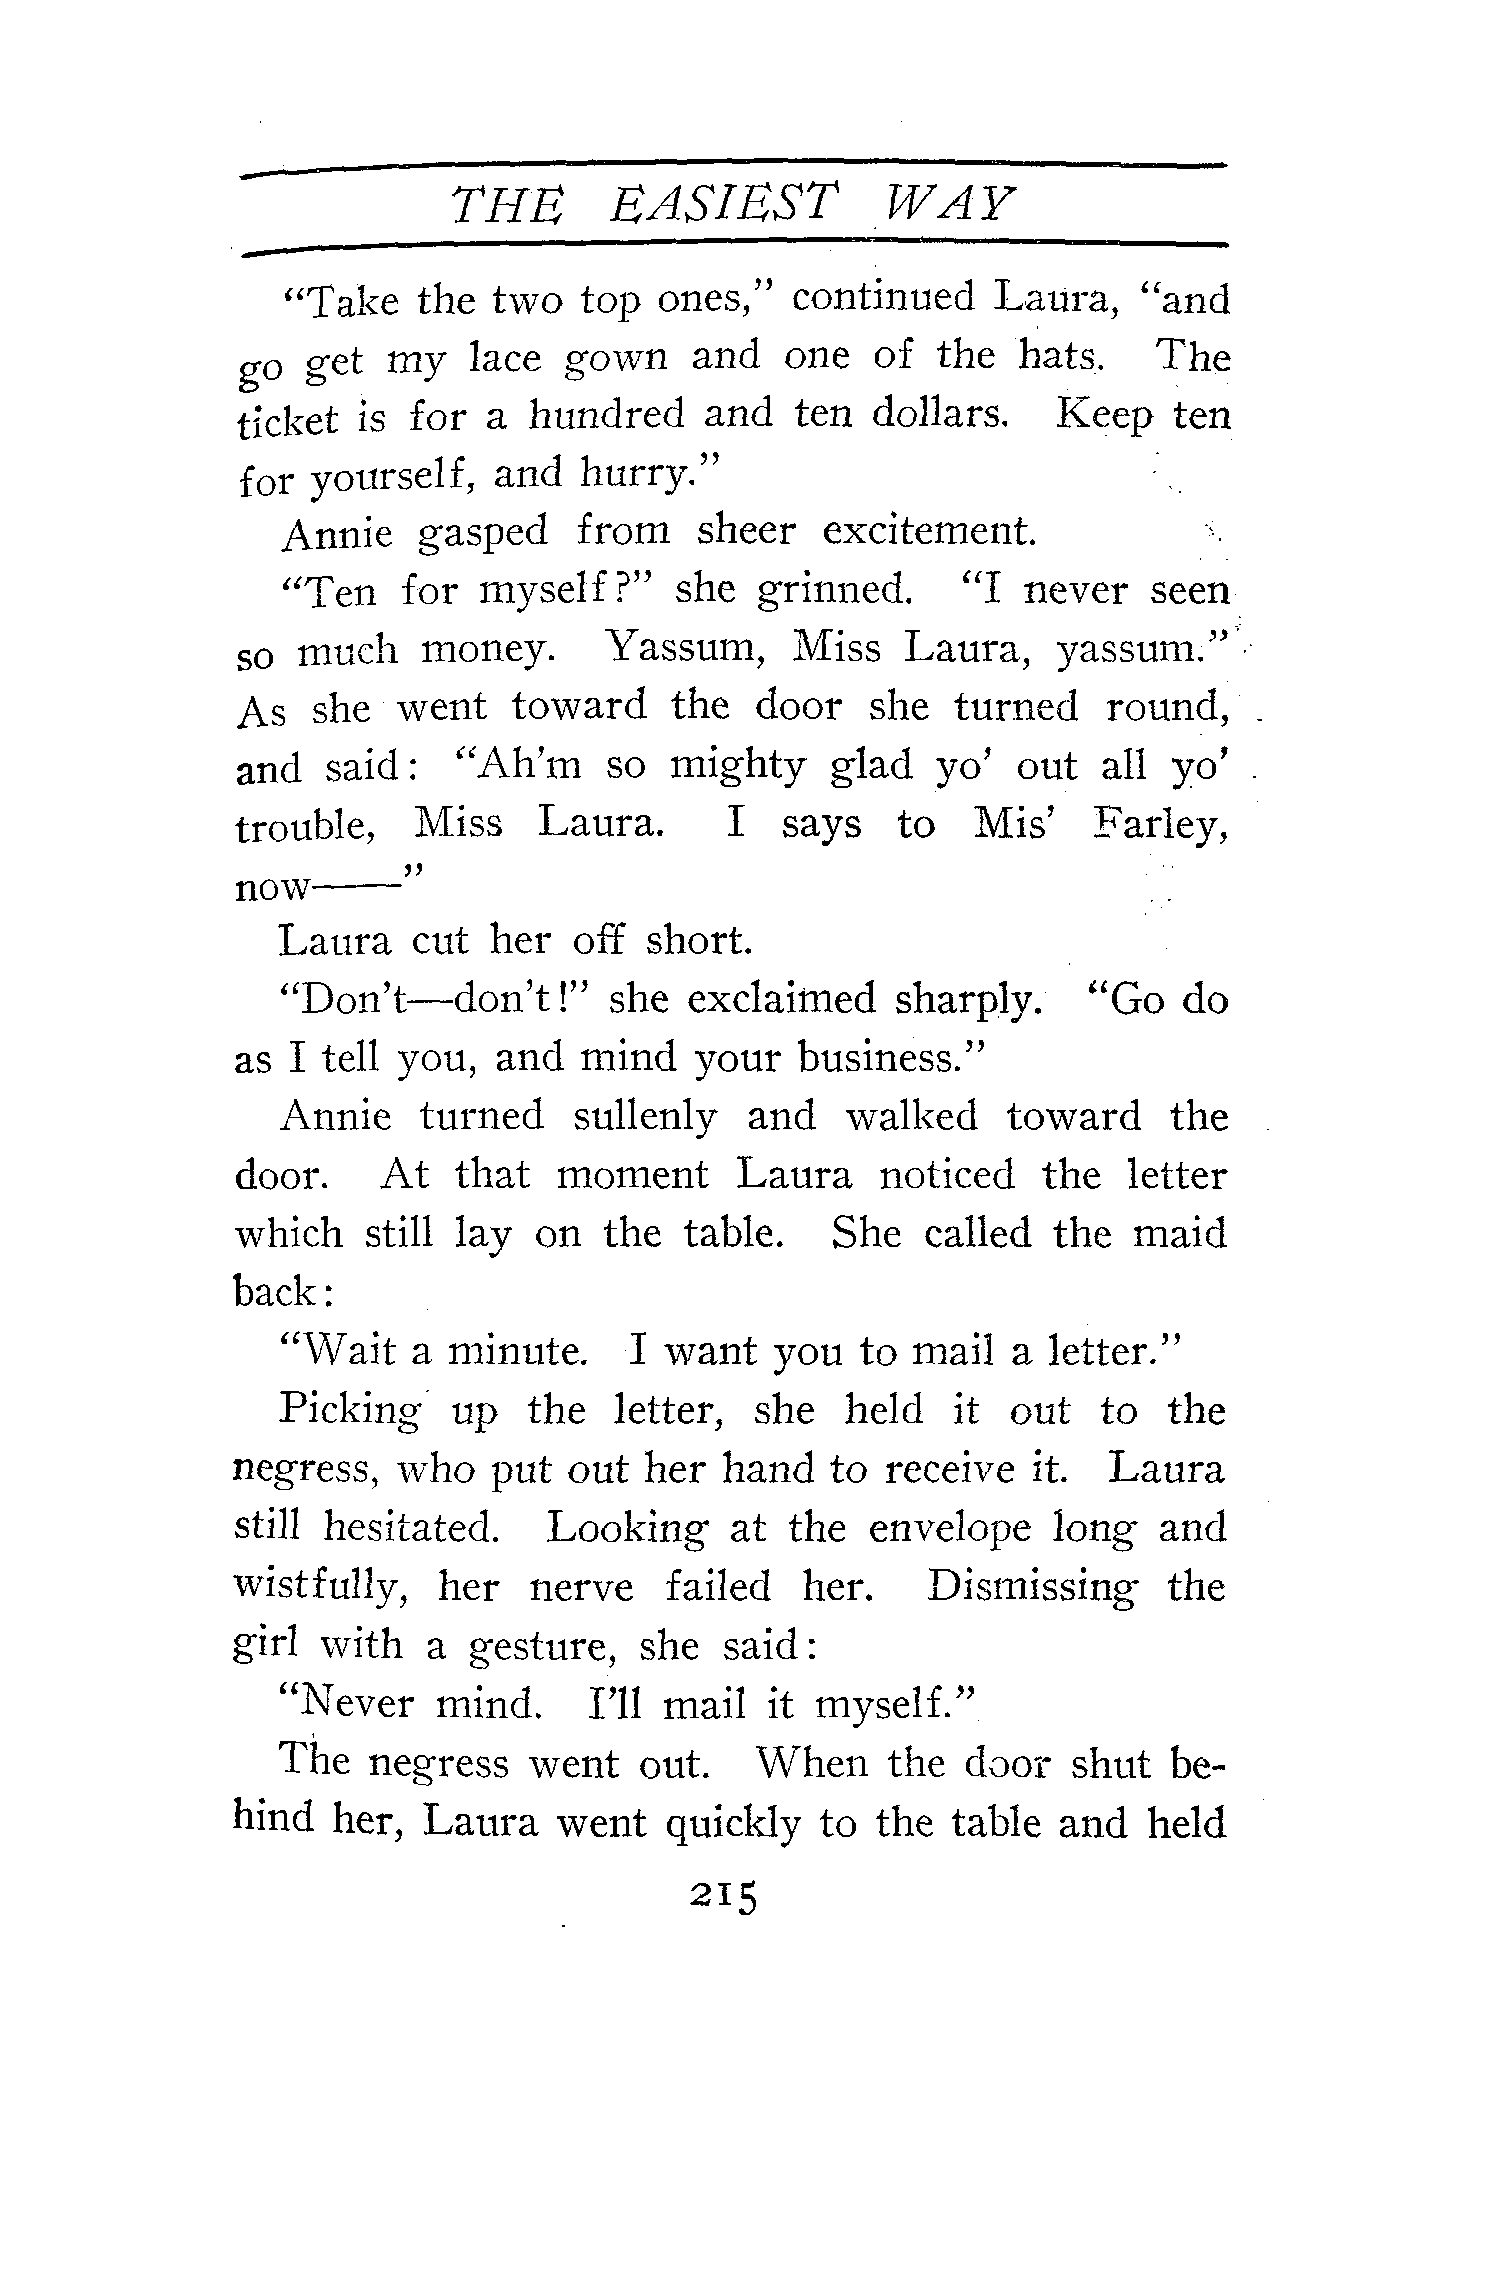 THE EASIEST WAY
“Take the two top ones,” continued Laura, “and
go get my lace gown and one of the hats. The
ticket is for a hundred and ten dollars. Keep ten
for yourself, and hurry.”
Annie gasped from sheer excitement.
“Ten for myself?” she grinned. “I never seen
so much money. Yassum, Miss Laura, yassum.”
As she went toward the door she turned round,
and said: “Ah’m so mighty glad yo’ out all yo’
trouble, Miss Laura. I says to Mis’ Farley,
now——”
Laura cut her off short.
“Don’t—don’t!” she exclaimed sharply. “Go do
as I tell you, and mind your business.”
Annie turned sullenly and walked toward the
door. At that moment Laura noticed the letter
which still lay on the table. She called the maid
back:
“Wait a minute. I want you to mail a letter.”
Picking up the letter, she held it out to the
negress, who put out her hand to receive it. Laura
still hesitated. Looking at the envelope long and
wistfully, her nerve failed her. Dismissing the
girl with a gesture, she said:
“Never mind. I’ll mail it myself.”
The negress went out. When the door shut be-
hind her, Laura went quickly to the table and held
215